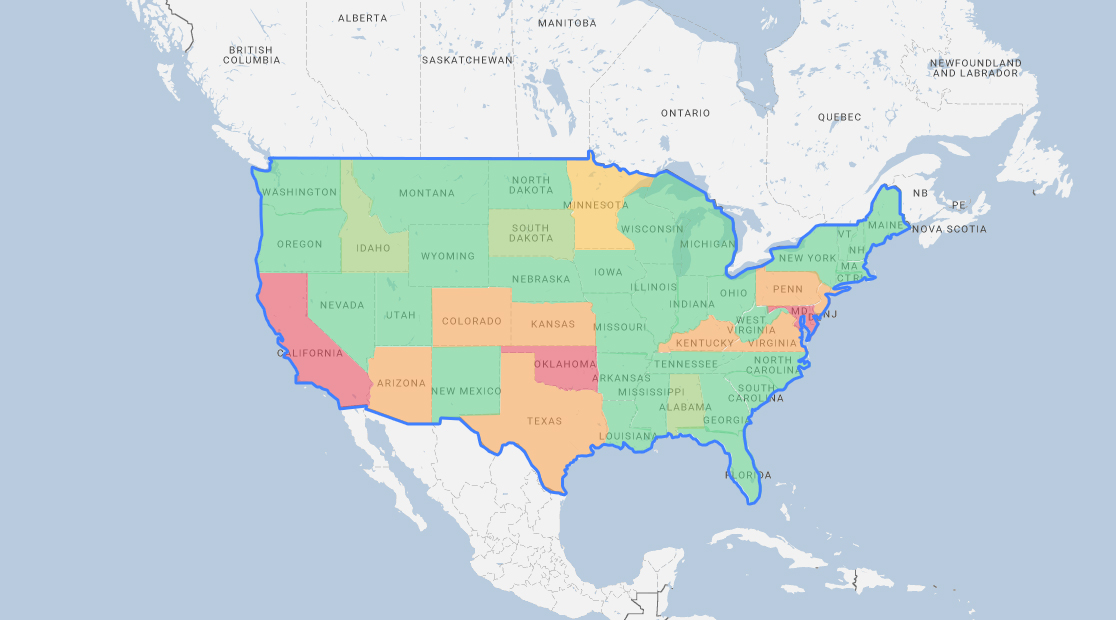 ALBERTA
MANITOBA
BRITISH
COLUMBIA
SASKATCHEWAN
NEWFOUNDLAND
AND LABRADOR
ONTARIO
QUEBEC
WASHINGTON
MONTANA
NORTH
DAKOTA
MINNESOTA
NB
PE
MAINE
NOVA SCOTIA
OREGON
IDAHO
SOUTH
DAKOTA
WISCONSIN
MICHIGAN
VT
NH
WYOMING
NEW YORK
MA
CT
RI
NEBRASKA
IOWA
ILLINOIS
OHIO
PENN
NEVADA
UTAH
INDIANA
COLORADO
KANSAS
MISSOURI
WEST
VIRGINIA
MD
NJ
KENTUCKY
VIRGINIA
CALIFORNIA
OKLAHOMA
TENNESSEE
NORTH
CAROLINA
ARIZONA
NEW MEXICO
ARKANSAS
MISSISSIPPI
SOUTH
CAROLINA
ALABAMA
GEORGIA
TEXAS
LOUISIANA
FLORIDA